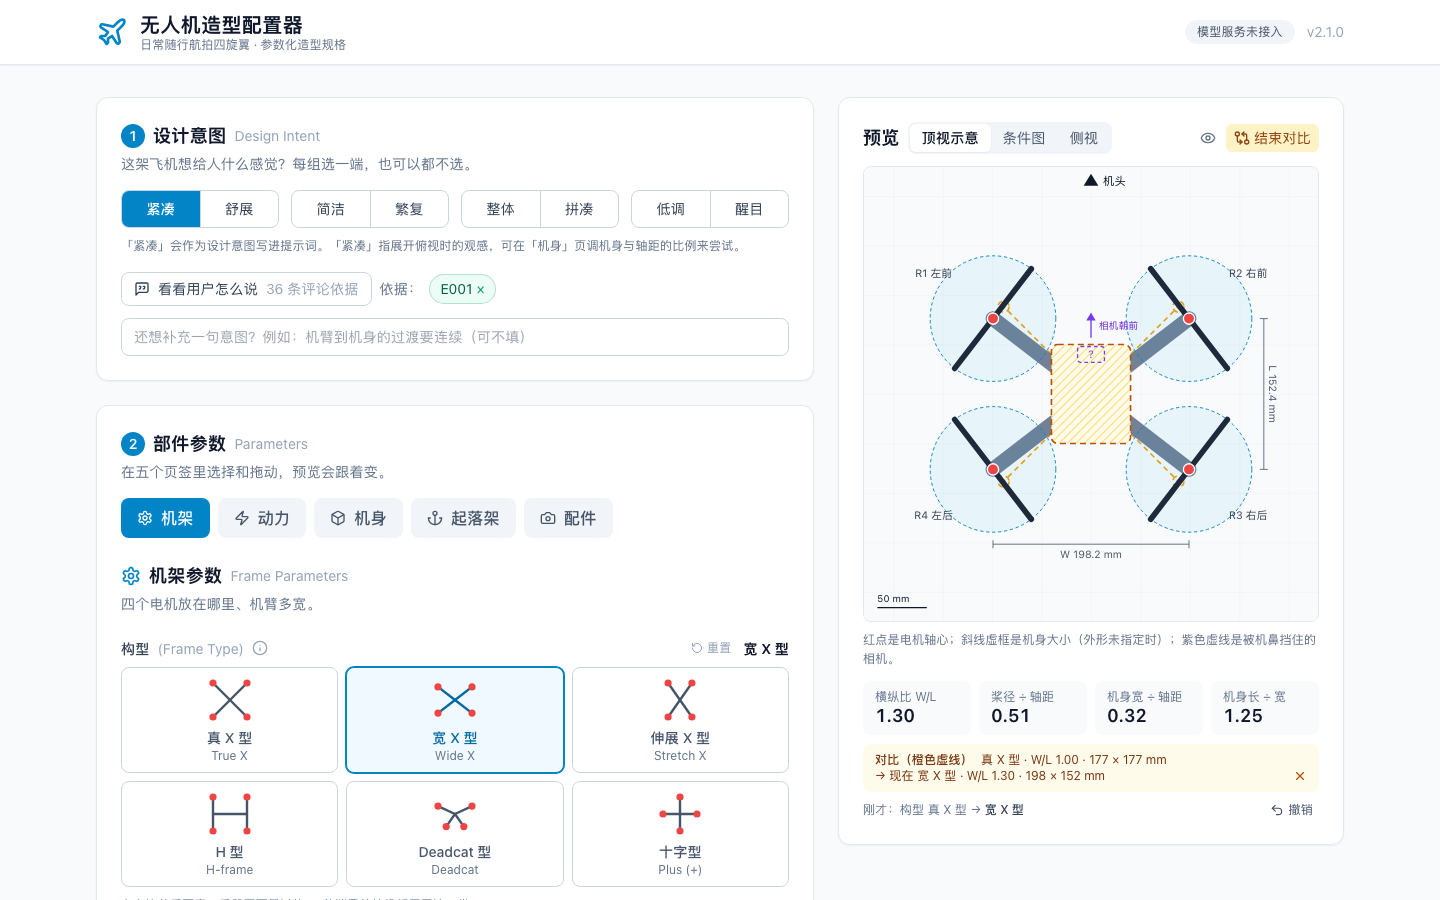 无人机造型配置器
日常随行航拍四旋翼 · 参数化造型规格
模型服务未接入
v2.1.0
1 设计意图 Design Intent
这架飞机想给人什么感觉？每组选一端，也可以都不选。
紧凑 舒展 简洁 繁复 整体 拼凑 低调 醒目
「紧凑」会作为设计意图写进提示词。「紧凑」指展开俯视时的观感，可在「机身」页调机身与轴距的比例来尝试。
看看用户怎么说 36 条评论依据 依据： E001 ×
还想补充一句意图？例如：机臂到机身的过渡要连续（可不填）
2 部件参数 Parameters
在五个页签里选择和拖动，预览会跟着变。
机架 动力 机身 起落架 配件
机架参数 Frame Parameters
四个电机放在哪里、机臂多宽。
构型 (Frame Type) 重置 宽 X 型
真 X 型 宽 X 型 伸展 X 型
True X Wide X Stretch X
H 型 Deadcat 型 十字型
H-frame Deadcat Plus (+)
预览 顶视示意 条件图 侧视 结束对比
机头
R1 左前 R2 右前
相机朝前
?
L 152.4 mm
R4 左后 R3 右后
W 198.2 mm
50 mm
红点是电机轴心；斜线虚框是机身大小（外形未指定时）；紫色虚线是被机鼻挡住的
相机。
横纵比 W/L 桨径 ÷ 轴距 机身宽 ÷ 轴距 机身长 ÷ 宽
1.30 0.51 0.32 1.25
对比（橙色虚线） 真 X 型 · W/L 1.00 · 177 × 177 mm
→ 现在 宽 X 型 · W/L 1.30 · 198 × 152 mm ×
刚才：构型 真 X 型 → 宽 X 型 撤销